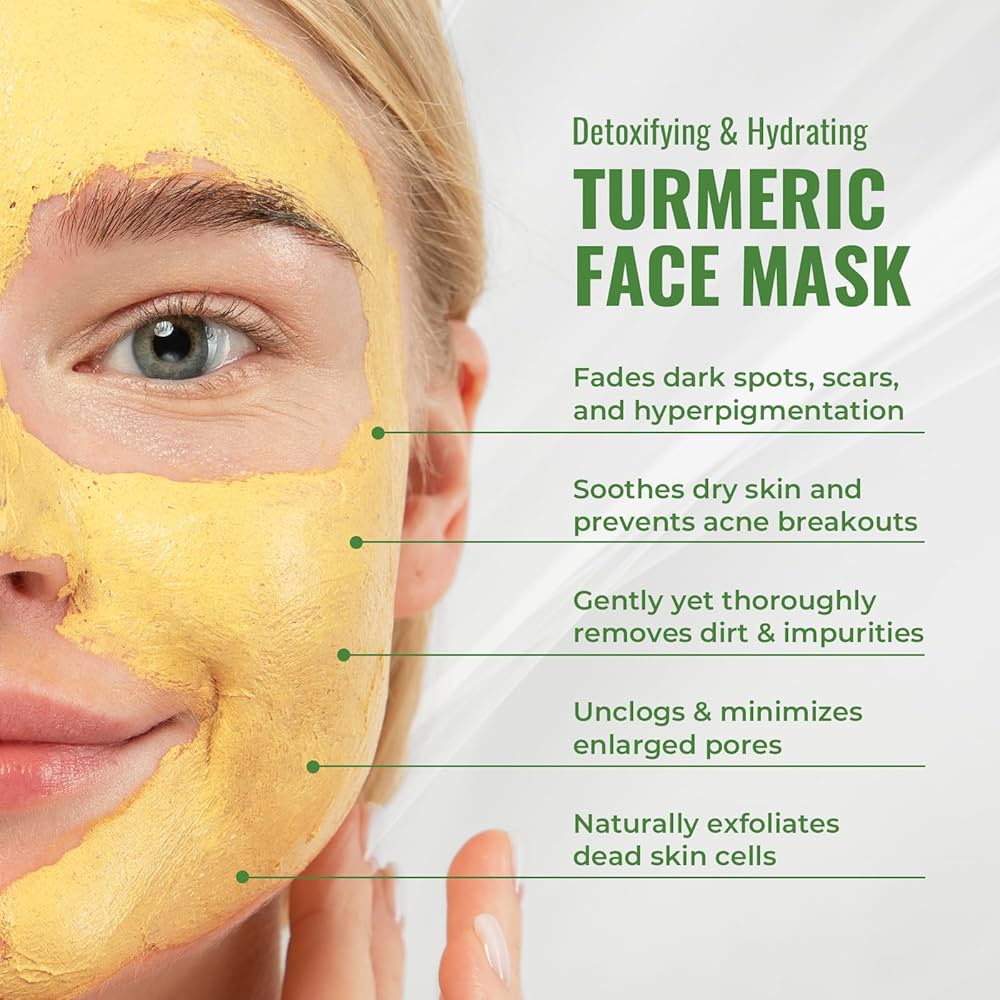 Detoxifying & Hydrating
TURMERIC
FACE MASK
Fades dark spots, scars,
and hyperpigmentation
Soothes dry skin and
prevents acne breakouts
Gently yet thoroughly
removes dirt & impurities
Unclogs & minimizes
enlarged pores
Naturally exfoliates
dead skin cells